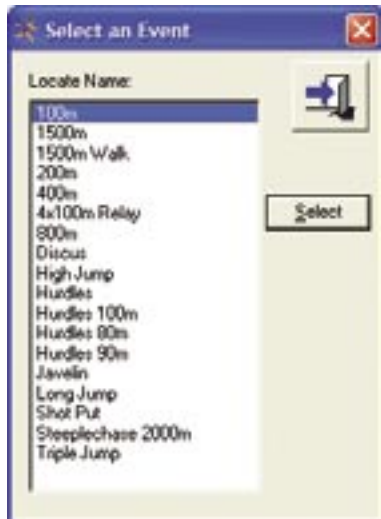 Select an Event
Locate Name:
100m
1500m
1500m Walk
200m
400m
4x100m Relay
800m
Discus
High Jump
Hurdles
Hurdles 100m
Hurdles 80m
Hurdles 90m
Javelin
Long Jump
Shot Put
Steeplechase 2000m
Triple Jump
Select